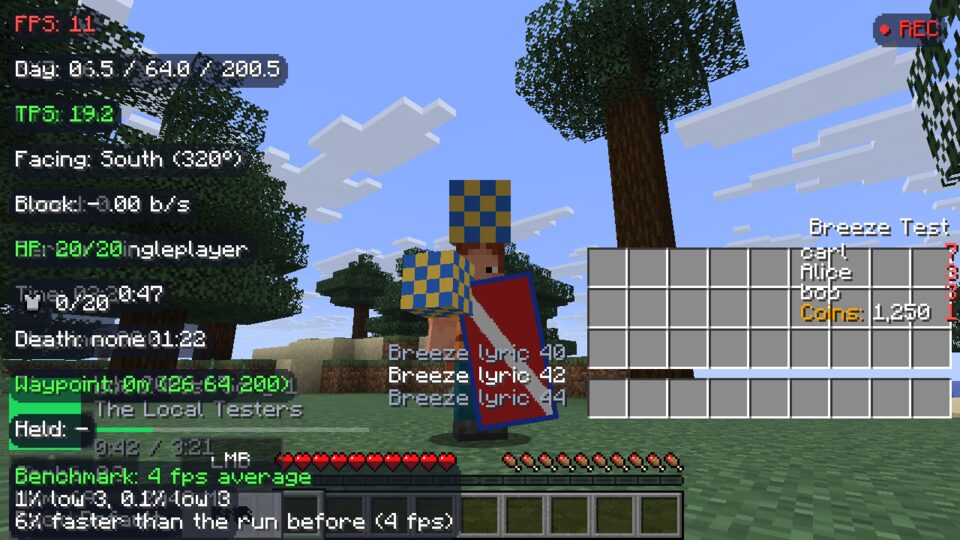 FPS: 11
REC
Day: 06.5 / 64.0 / 200.5
TPS: 19.2
Facing: South (320°)
Block: -.00 b/s
HP: 20/20 ingleplayer
Breeze Test
carl 7
Alice 3
bob 3
Coins: 1,250 1
0:47
0/20
Death: none 01:22
Breeze lyric 40
Breeze lyric 42
Breeze lyric 44
Waypoint: 0m (26 64 200)
The Local Testers
Held: -
0:42 / 3:21
LMB
Benchmark: 4 fps average
1% low 3, 0.1% low 3
6% faster than the run before (4 fps)